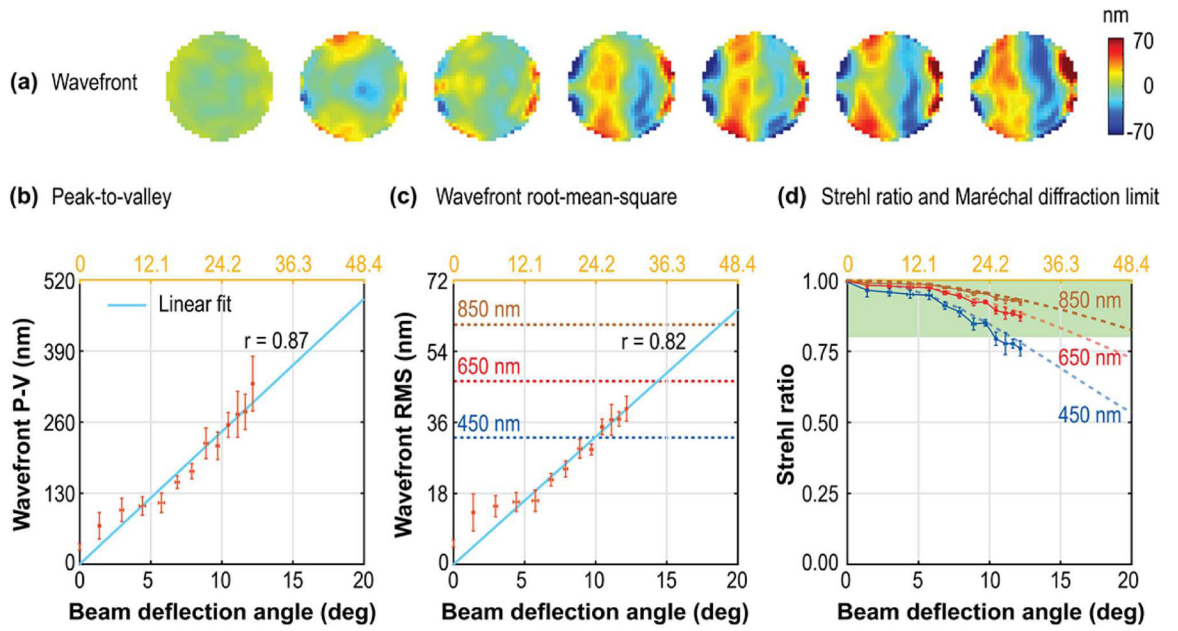 nm
(a) Wavefront
70
0
-70
(b) Peak-to-valley
(c) Wavefront root-mean-square
(d) Strehl ratio and Maréchal diffraction limit
0 12.1 24.2 36.3 48.4
520
390
260
130
0
Wavefront P-V (nm)
Linear fit
r = 0.87
0 5 10 15 20
Beam deflection angle (deg)
0 12.1 24.2 36.3 48.4
72
54
36
18
0
Wavefront RMS (nm)
850 nm
r = 0.82
650 nm
450 nm
0 5 10 15 20
Beam deflection angle (deg)
0 12.1 24.2 36.3 48.4
1.00
0.75
0.50
0.25
0.00
Strehl ratio
850 nm
650 nm
450 nm
0 5 10 15 20
Beam deflection angle (deg)